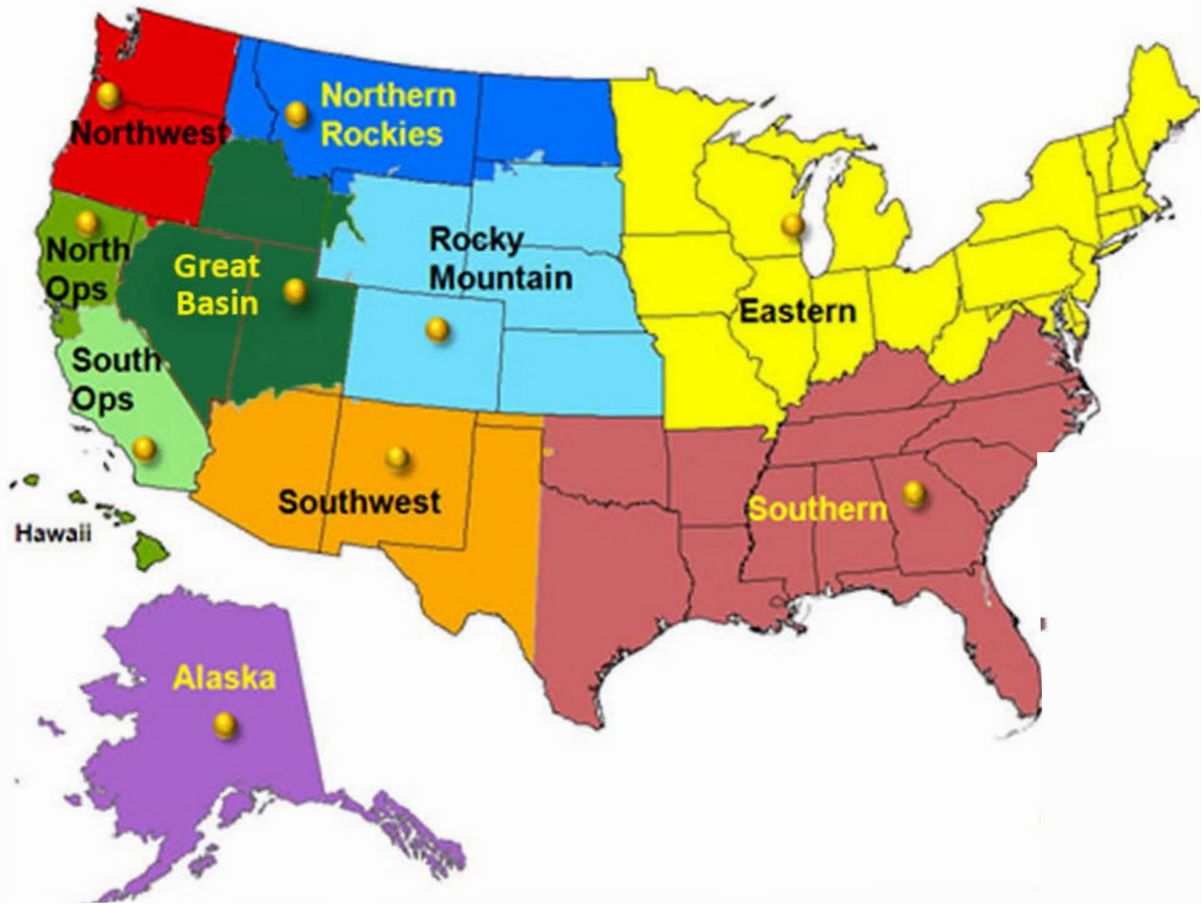 Northern
Rockies
Northwest
North
Ops
Great
Basin
Rocky
Mountain
Eastern
South
Ops
Southwest
Southern
Hawaii
Alaska